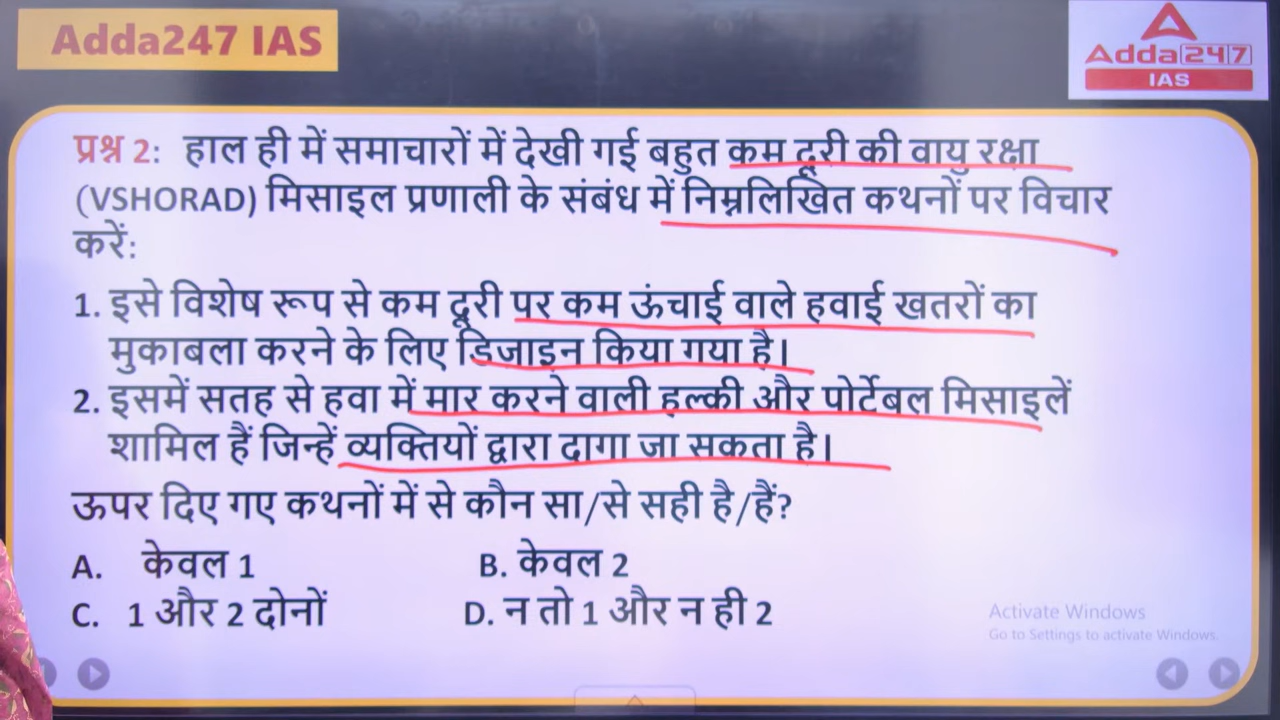 Adda247 IAS
Adda247
IAS
प्रश्न 2: हाल ही में समाचारों में देखी गई बहुत कम दूरी की वायु रक्षा
(VSHORAD) मिसाइल प्रणाली के संबंध में निम्नलिखित कथनों पर विचार
करें:
1. इसे विशेष रूप से कम दूरी पर कम ऊंचाई वाले हवाई खतरों का
मुकाबला करने के लिए डिजाइन किया गया है।
2. इसमें सतह से हवा में मार करने वाली हल्की और पोर्टेबल मिसाइलें
शामिल हैं जिन्हें व्यक्तियों द्वारा दागा जा सकता है।
ऊपर दिए गए कथनों में से कौन सा/से सही है/हैं?
A. केवल 1 B. केवल 2
C. 1 और 2 दोनों D. न तो 1 और न ही 2
Activate Windows
Go to Settings to activate Windows.